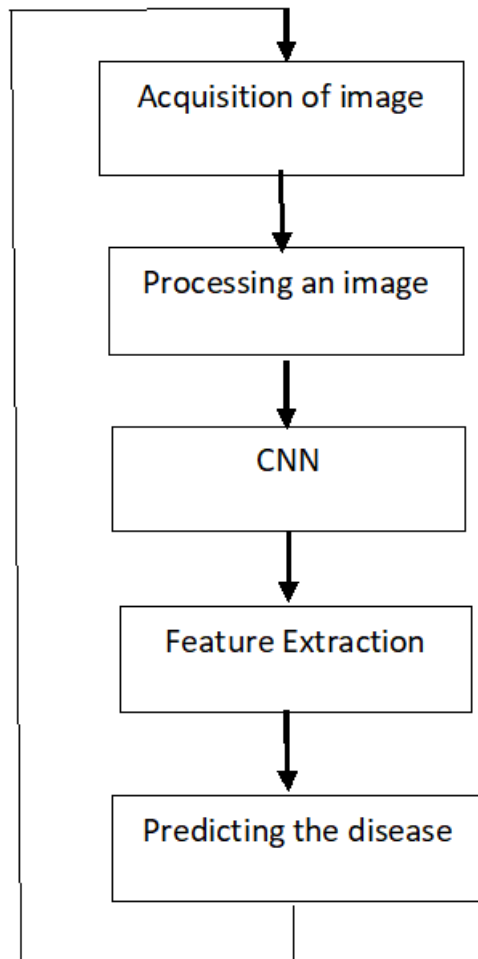 Acquisition of image
Processing an image
CNN
Feature Extraction
Predicting the disease